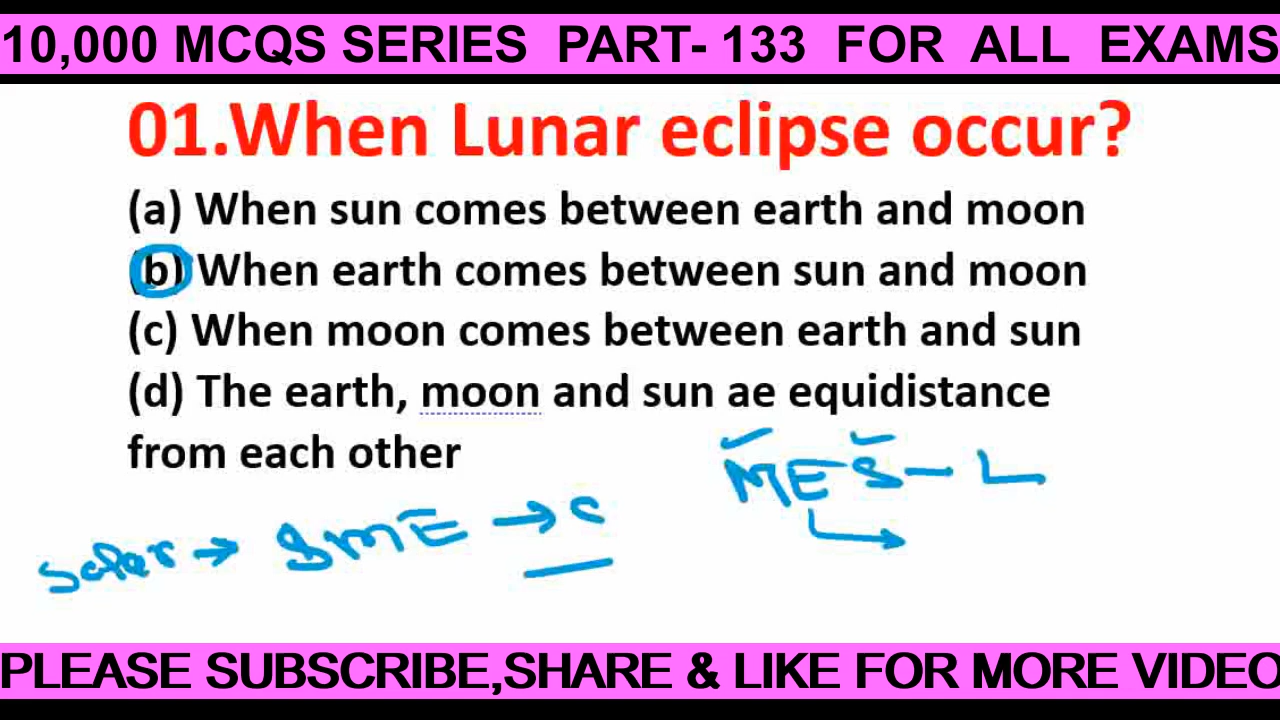 10,000 MCQS SERIES PART- 133 FOR ALL EXAMS
01.When Lunar eclipse occur?
(a) When sun comes between earth and moon
(b) When earth comes between sun and moon
(c) When moon comes between earth and sun
(d) The earth, moon and sun ae equidistance
from each other
MES - L
Solar → SME → C
PLEASE SUBSCRIBE,SHARE & LIKE FOR MORE VIDEO